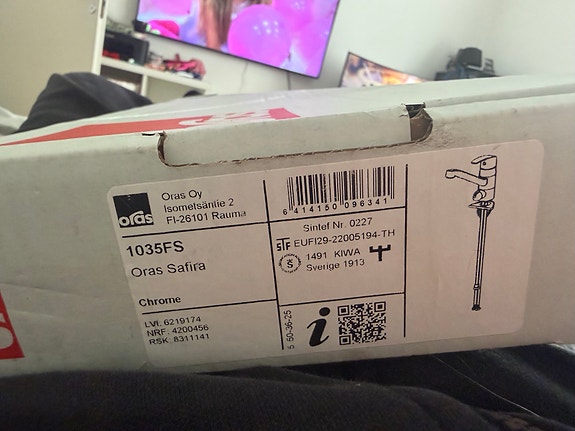 oras
Oras Oy
Isometsäntie 2
FI-26101 Rauma
1035FS
Oras Safira
Chrome
LVI: 6219174
NRF: 4200456
RSK: 8311141
6 414150 096341
Sintef Nr. 0227
STF EUFI29-22005194-TH
1491 KIWA
Sverige 1913
i